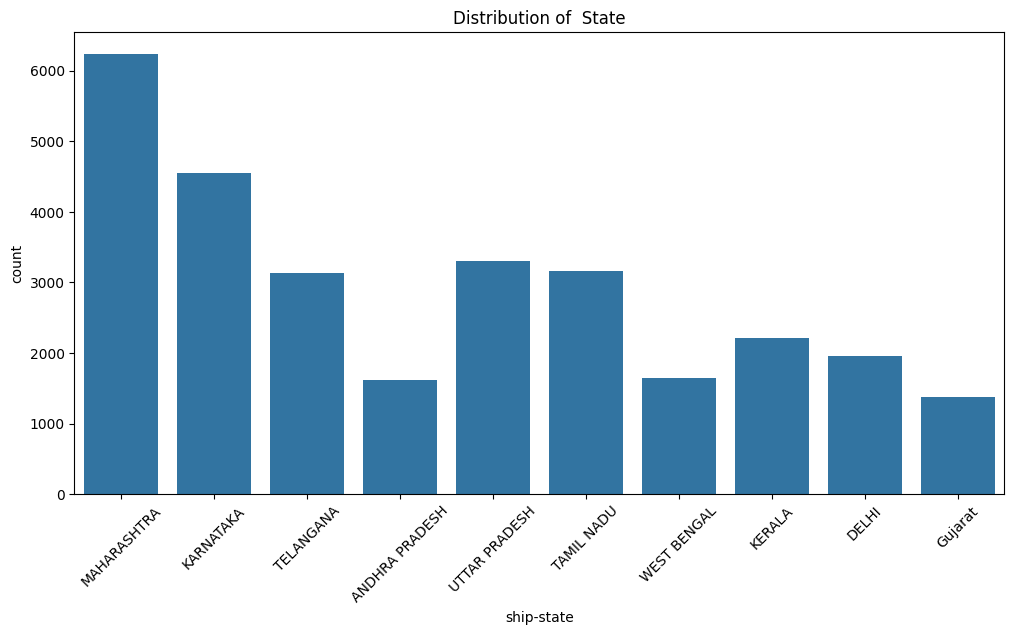 Distribution of  State
count
6000
5000
4000
3000
2000
1000
0
MAHARASHTRA
KARNATAKA
TELANGANA
ANDHRA PRADESH
UTTAR PRADESH
TAMIL NADU
WEST BENGAL
KERALA
DELHI
Gujarat
ship-state